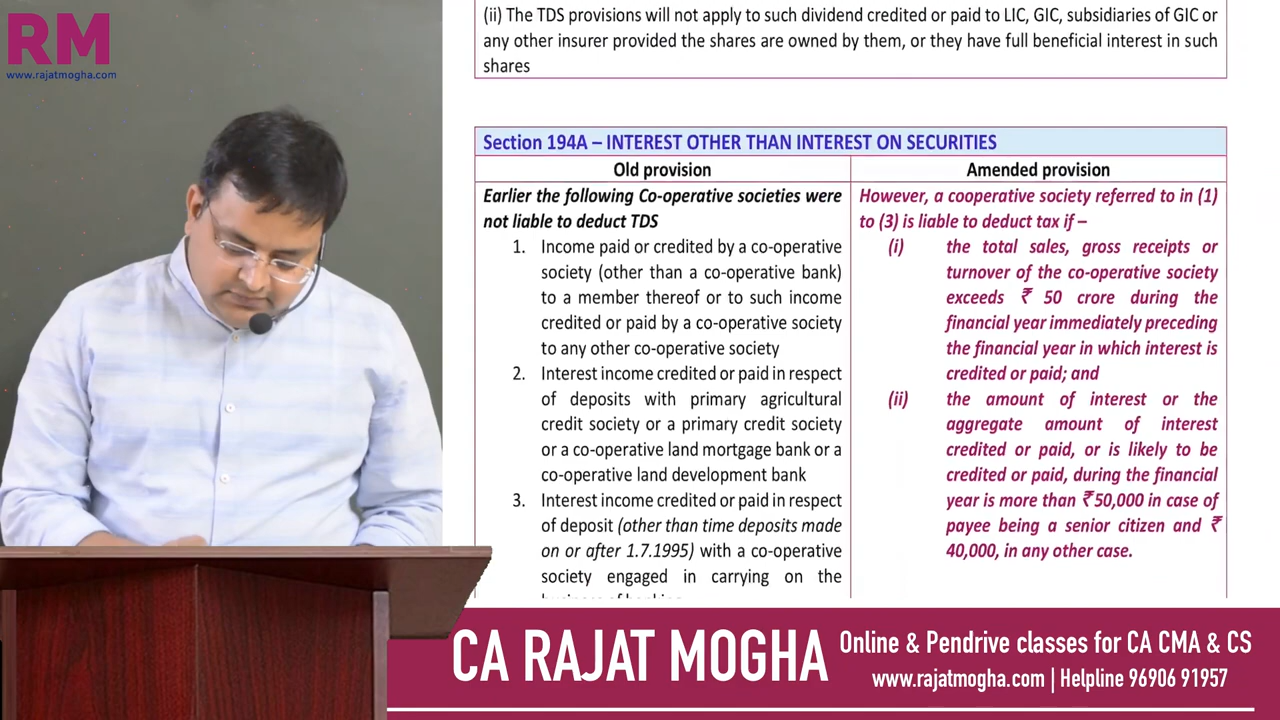 RM
www.rajatmogha.com
(ii) The TDS provisions will not apply to such dividend credited or paid to LIC, GIC, subsidiaries of GIC or
any other insurer provided the shares are owned by them, or they have full beneficial interest in such
shares
Section 194A – INTEREST OTHER THAN INTEREST ON SECURITIES
Old provision
Earlier the following Co-operative societies were
not liable to deduct TDS
1. Income paid or credited by a co-operative
society (other than a co-operative bank)
to a member thereof or to such income
credited or paid by a co-operative society
to any other co-operative society
2. Interest income credited or paid in respect
of deposits with primary agricultural
credit society or a primary credit society
or a co-operative land mortgage bank or a
co-operative land development bank
3. Interest income credited or paid in respect
of deposit (other than time deposits made
on or after 1.7.1995) with a co-operative
society engaged in carrying on the
Amended provision
However, a cooperative society referred to in (1)
to (3) is liable to deduct tax if –
(i) the total sales, gross receipts or
turnover of the co-operative society
exceeds ₹ 50 crore during the
financial year immediately preceding
the financial year in which interest is
credited or paid; and
(ii) the amount of interest or the
aggregate amount of interest
credited or paid, or is likely to be
credited or paid, during the financial
year is more than ₹50,000 in case of
payee being a senior citizen and ₹
40,000, in any other case.
CA RAJAT MOGHA
Online & Pendrive classes for CA CMA & CS
www.rajatmogha.com | Helpline 96906 91957